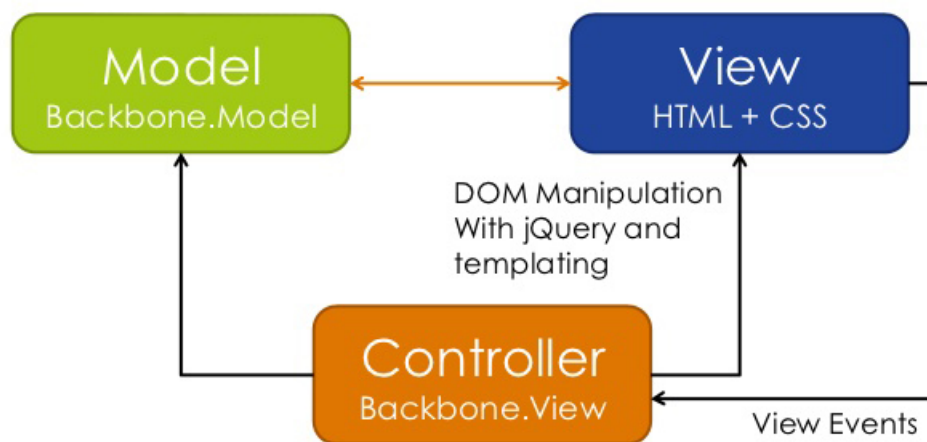 Model
Backbone.Model
View
HTML + CSS
DOM Manipulation
With jQuery and
templating
Controller
Backbone.View
View Events